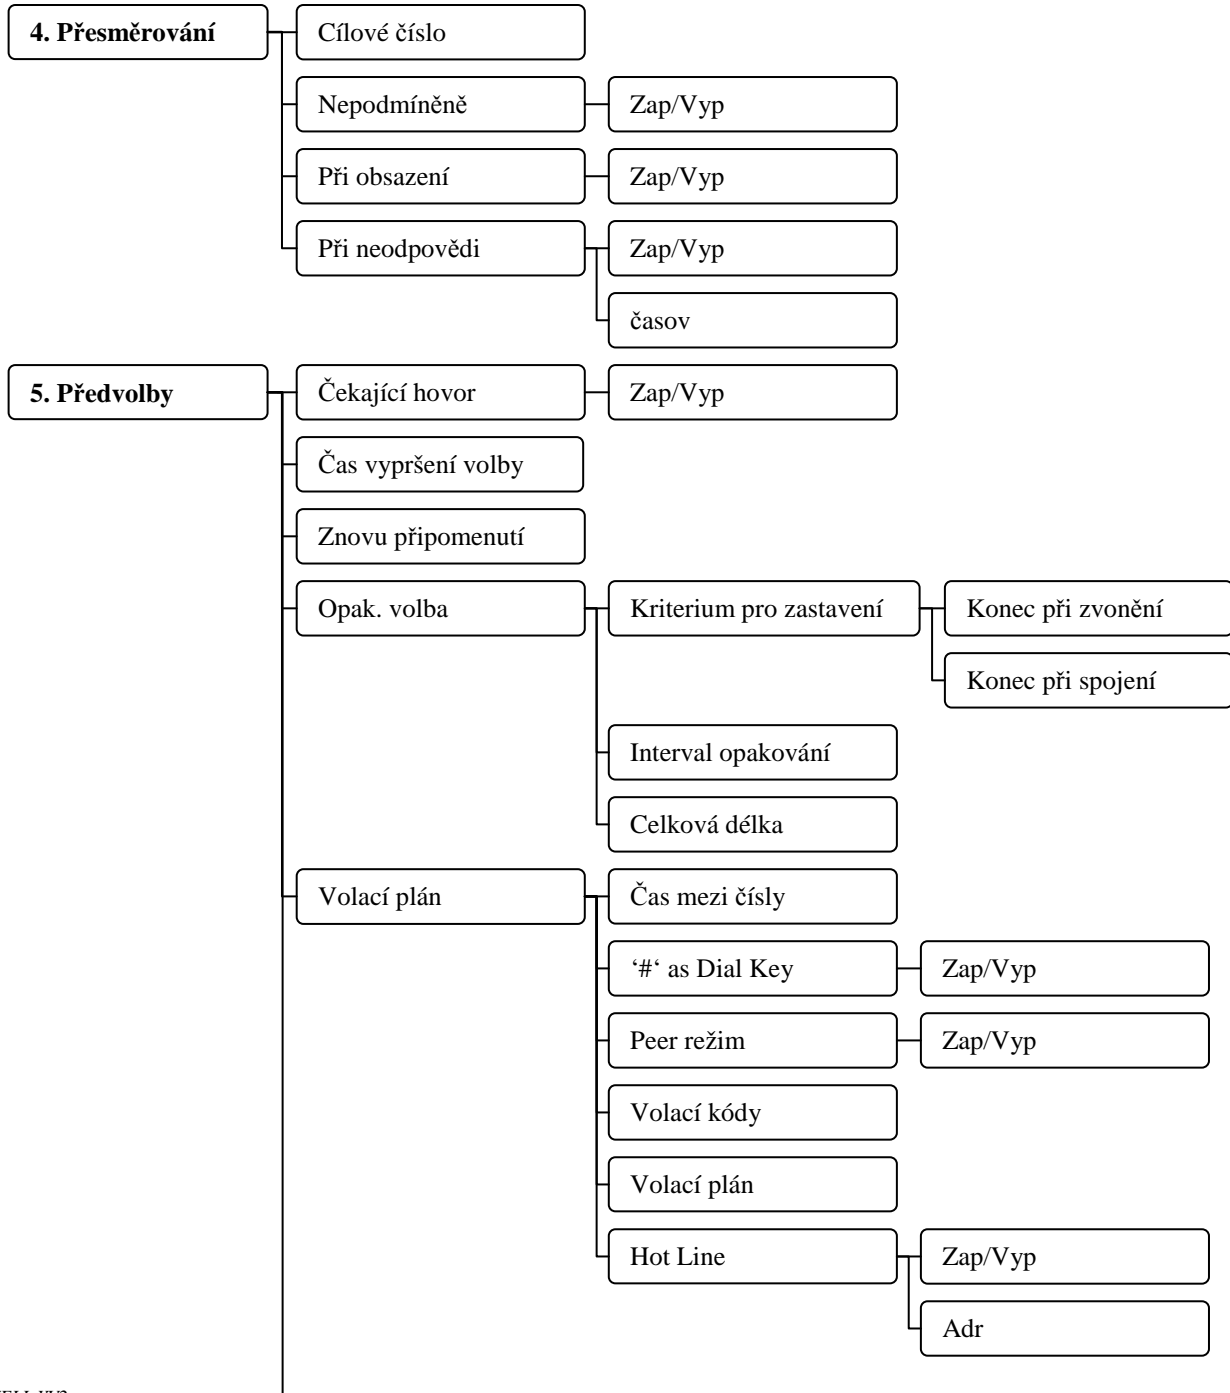 4. Přesměrování
Cílové číslo
Nepodmíněně
Zap/Vyp
Při obsazení
Zap/Vyp
Při neodpovědi
Zap/Vyp
časov
5. Předvolby
Čekající hovor
Zap/Vyp
Čas vypršení volby
Znovu připomenutí
Opak. volba
Kriterium pro zastavení
Konec při zvonění
Konec při spojení
Interval opakování
Celková délka
Volací plán
Čas mezi čísly
‘#‘ as Dial Key
Zap/Vyp
Peer režim
Zap/Vyp
Volací kódy
Volací plán
Hot Line
Zap/Vyp
Adr